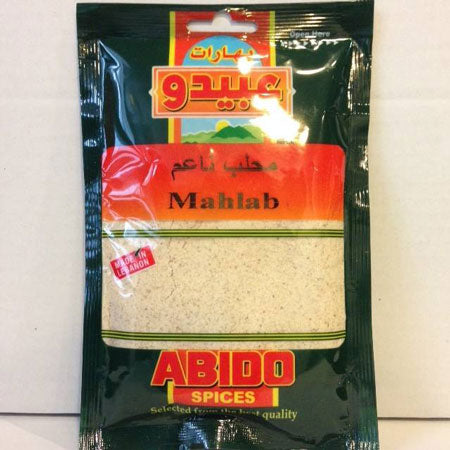 Open Here
بهارات
عبيدو
محلب ناعم
Mahlab
MADE IN
LEBANON
ABIDO
SPICES
Selected from the best quality